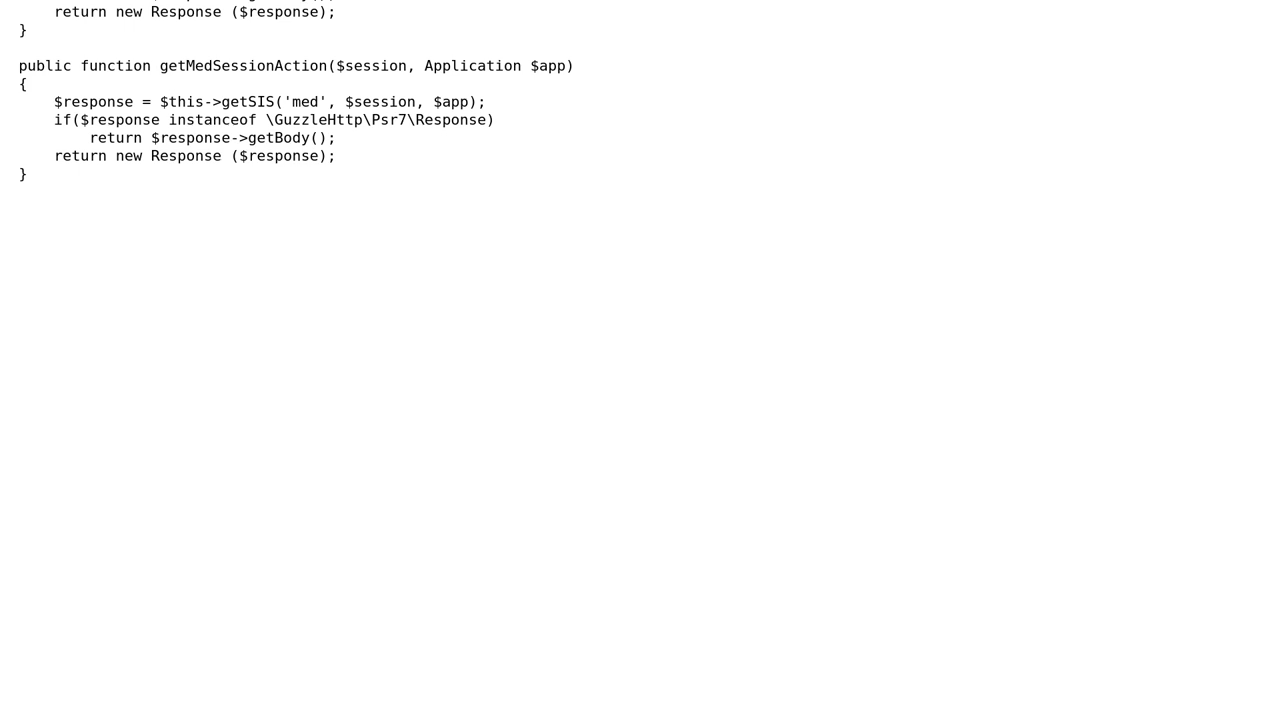 return new Response ($response);
}

public function getMedSessionAction($session, Application $app)
{
    $response = $this->getSIS('med', $session, $app);
    if($response instanceof \GuzzleHttp\Psr7\Response)
        return $response->getBody();
    return new Response ($response);
}